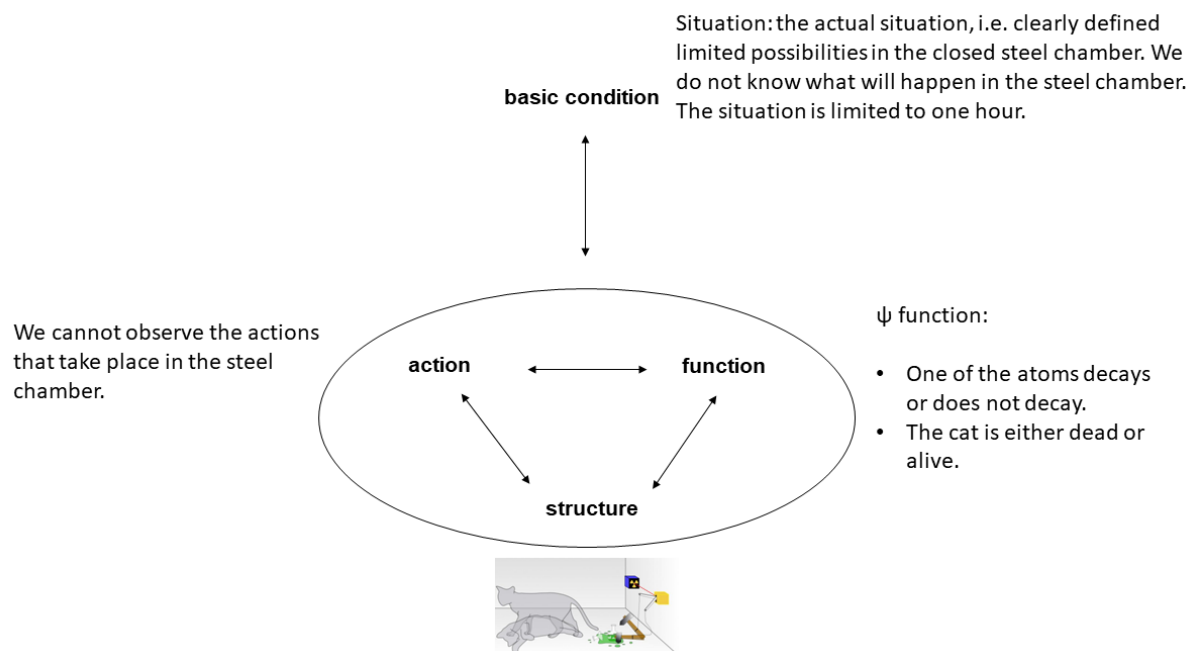 Situation: the actual situation, i.e. clearly defined
limited possibilities in the closed steel chamber. We
do not know what will happen in the steel chamber.
The situation is limited to one hour.
basic condition
We cannot observe the actions
that take place in the steel
chamber.
action
function
structure
ψ function:
• One of the atoms decays
or does not decay.
• The cat is either dead or
alive.